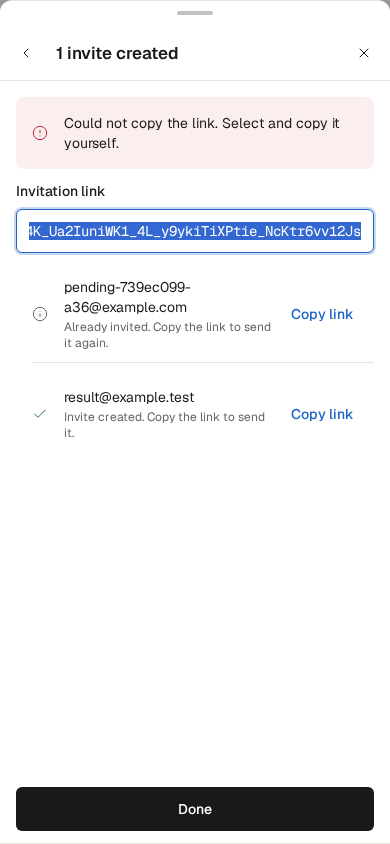 1 invite created
Could not copy the link. Select and copy it
yourself.
Invitation link
4K_Ua2IuniWK1_4L_y9ykiTiXPtie_NcKtr6vv12Js
pending-739ec099-
a36@example.com
Already invited. Copy the link to send
it again.
Copy link
result@example.test
Invite created. Copy the link to send
it.
Copy link
Done